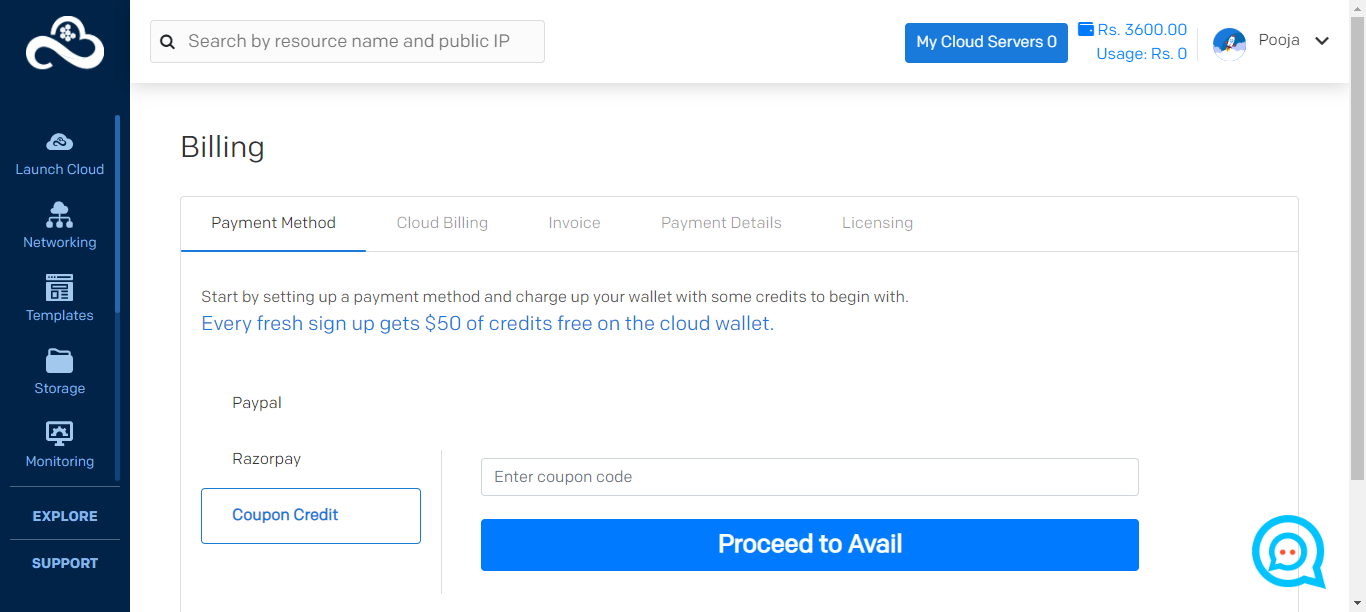 Search by resource name and public IP
My Cloud Servers 0
Rs. 3600.00
Usage: Rs. 0
Pooja
Launch Cloud
Networking
Templates
Storage
Monitoring
EXPLORE
SUPPORT
Billing
Payment Method Cloud Billing Invoice Payment Details Licensing
Start by setting up a payment method and charge up your wallet with some credits to begin with.
Every fresh sign up gets $50 of credits free on the cloud wallet.
Paypal
Razorpay
Coupon Credit
Enter coupon code
Proceed to Avail